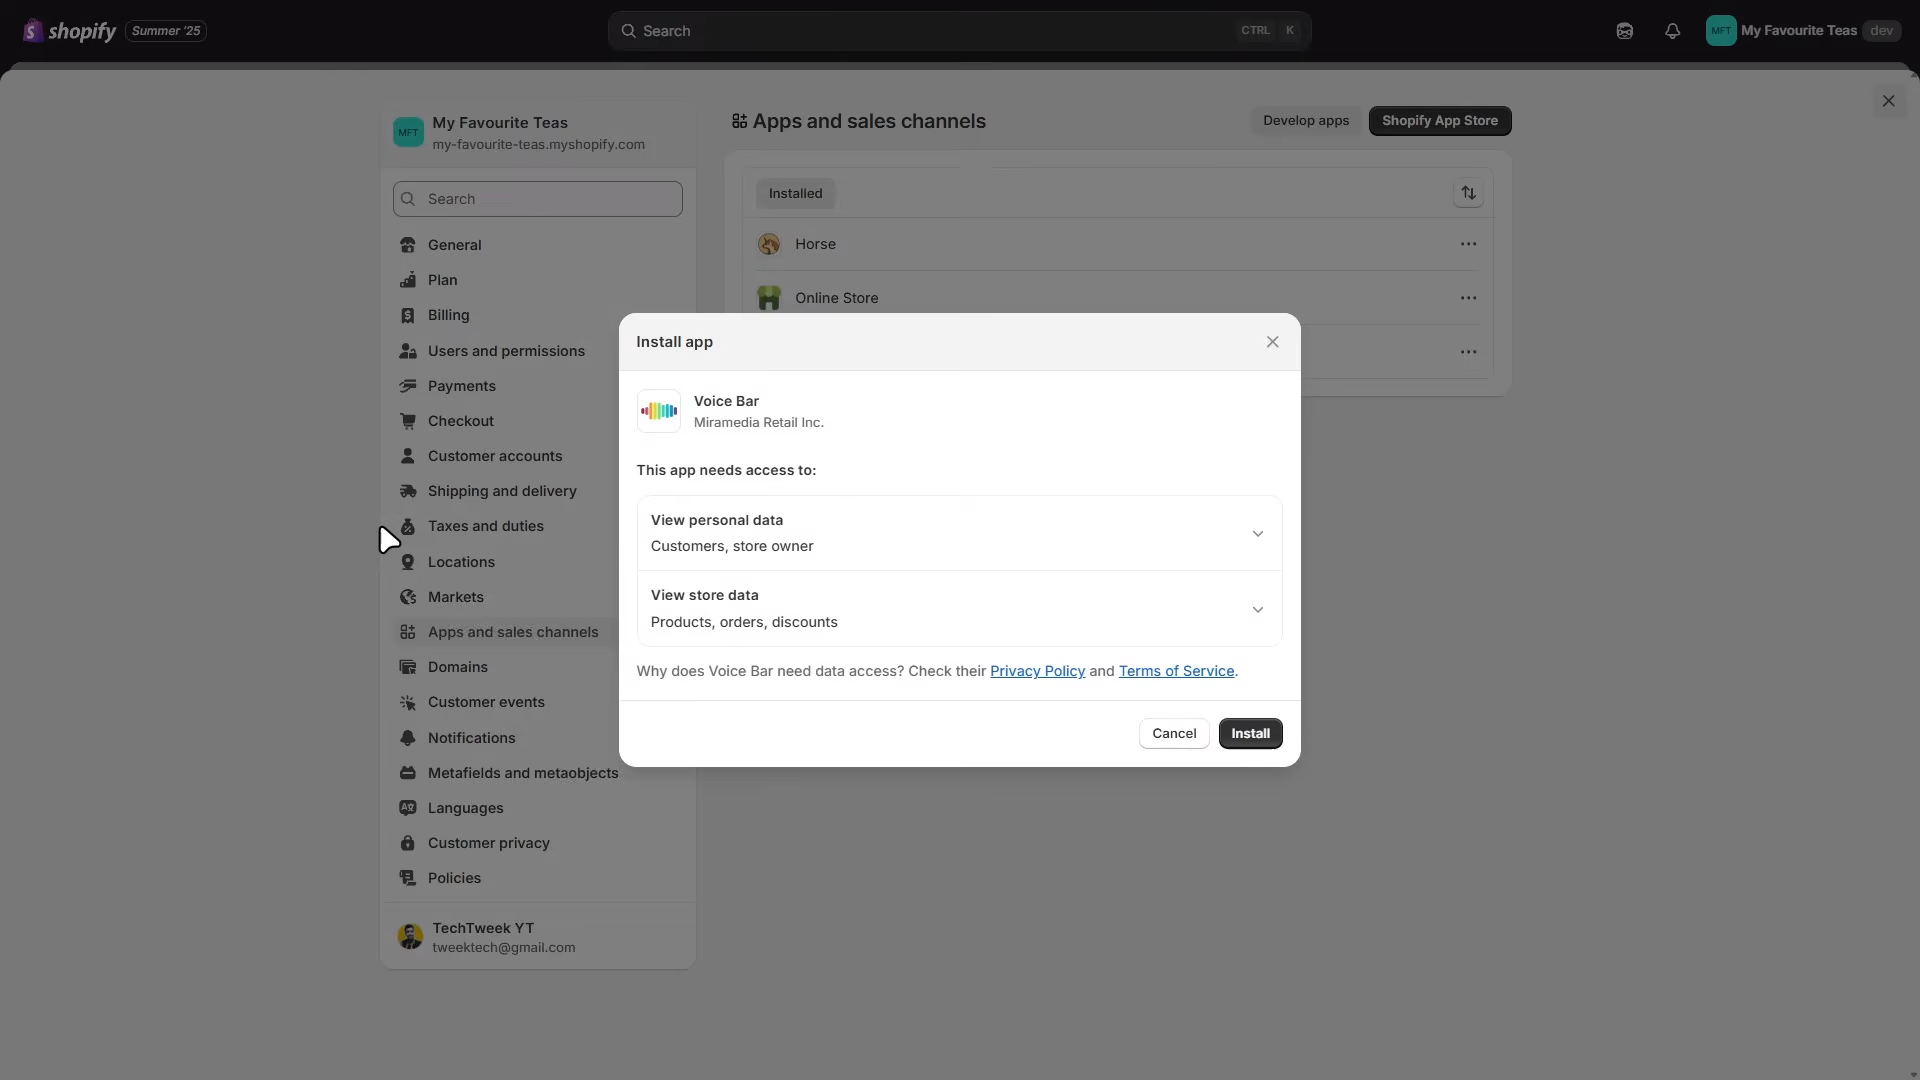 shopify
Summer '25
Search
CTRL K
MFT
My Favourite Teas
dev
MFT
My Favourite Teas
my-favourite-teas.myshopify.com
Search
General
Plan
Billing
Users and permissions
Payments
Checkout
Customer accounts
Shipping and delivery
Taxes and duties
Locations
Markets
Apps and sales channels
Domains
Customer events
Notifications
Metafields and metaobjects
Languages
Customer privacy
Policies
TechTweek YT
tweektech@gmail.com
Apps and sales channels
Develop apps
Shopify App Store
Installed
Horse
Online Store
Install app
Voice Bar
Miramedia Retail Inc.
This app needs access to:
View personal data
Customers, store owner
View store data
Products, orders, discounts
Why does Voice Bar need data access? Check their Privacy Policy and Terms of Service.
Cancel
Install